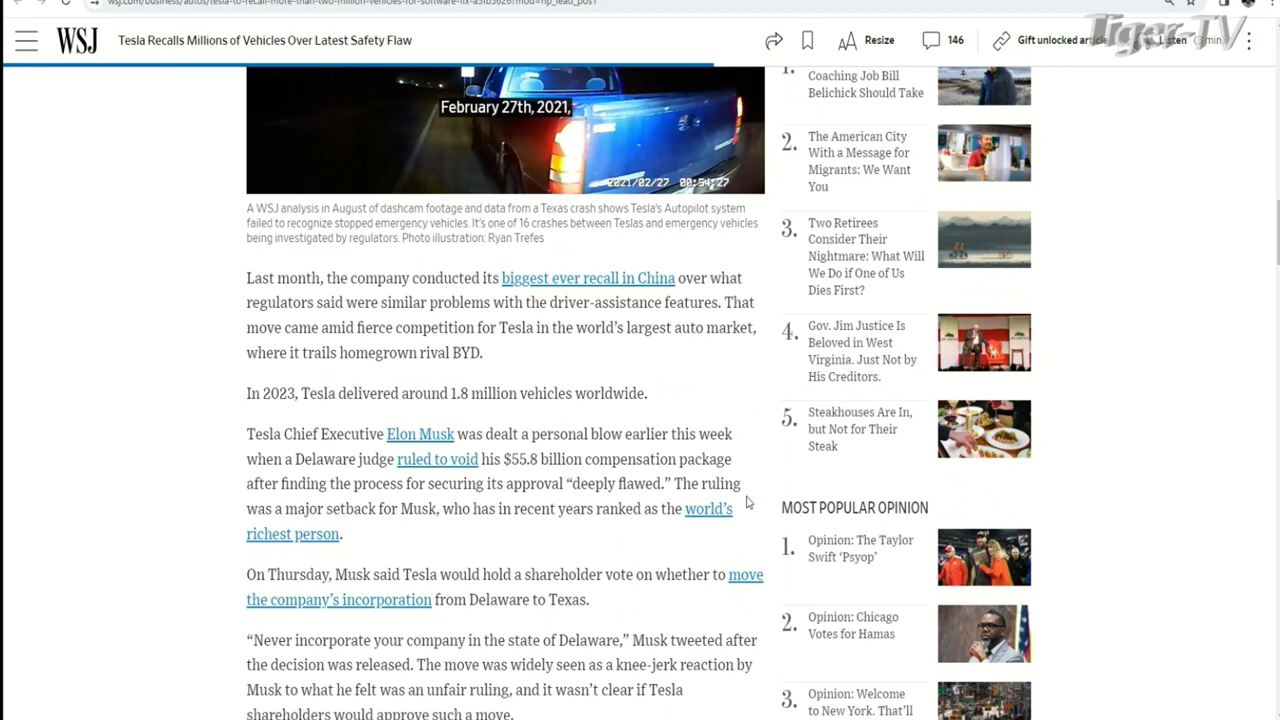 wsj.com/business/autos/tesla-to-recall-more-than-two-million-vehicles-for-software-fix-a5fb5626?mod=hp_lead_pos1
Tiger-TV
WSJ
Tesla Recalls Millions of Vehicles Over Latest Safety Flaw
Resize
146
Gift unlocked article
Listen
February 27th, 2021,
2021/02/27 00:54:27
A WSJ analysis in August of dashcam footage and data from a Texas crash shows Tesla's Autopilot system
failed to recognize stopped emergency vehicles. It's one of 16 crashes between Teslas and emergency vehicles
being investigated by regulators. Photo illustration: Ryan Trefes
Last month, the company conducted its biggest ever recall in China over what
regulators said were similar problems with the driver-assistance features. That
move came amid fierce competition for Tesla in the world’s largest auto market,
where it trails homegrown rival BYD.
In 2023, Tesla delivered around 1.8 million vehicles worldwide.
Tesla Chief Executive Elon Musk was dealt a personal blow earlier this week
when a Delaware judge ruled to void his $55.8 billion compensation package
after finding the process for securing its approval “deeply flawed.” The ruling
was a major setback for Musk, who has in recent years ranked as the world’s
richest person.
On Thursday, Musk said Tesla would hold a shareholder vote on whether to move
the company’s incorporation from Delaware to Texas.
“Never incorporate your company in the state of Delaware,” Musk tweeted after
the decision was released. The move was widely seen as a knee-jerk reaction by
Musk to what he felt was an unfair ruling, and it wasn’t clear if Tesla
shareholders would approve such a move.
1.
Coaching Job Bill
Belichick Should Take
2.
The American City
With a Message for
Migrants: We Want
You
3.
Two Retirees
Consider Their
Nightmare: What Will
We Do if One of Us
Dies First?
4.
Gov. Jim Justice Is
Beloved in West
Virginia. Just Not by
His Creditors.
5.
Steakhouses Are In,
but Not for Their
Steak
MOST POPULAR OPINION
1.
Opinion: The Taylor
Swift ‘Psyop’
2.
Opinion: Chicago
Votes for Hamas
3.
Opinion: Welcome
to New York. That’ll